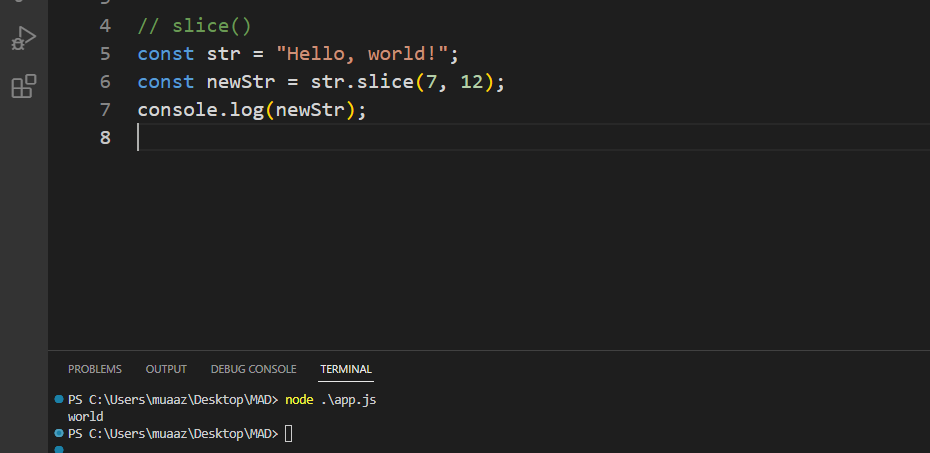 4 // slice()
5 const str = "Hello, world!";
6 const newStr = str.slice(7, 12);
7 console.log(newStr);
8
PROBLEMS OUTPUT DEBUG CONSOLE TERMINAL
PS C:\Users\muaaz\Desktop\MAD> node .\app.js
world
PS C:\Users\muaaz\Desktop\MAD>